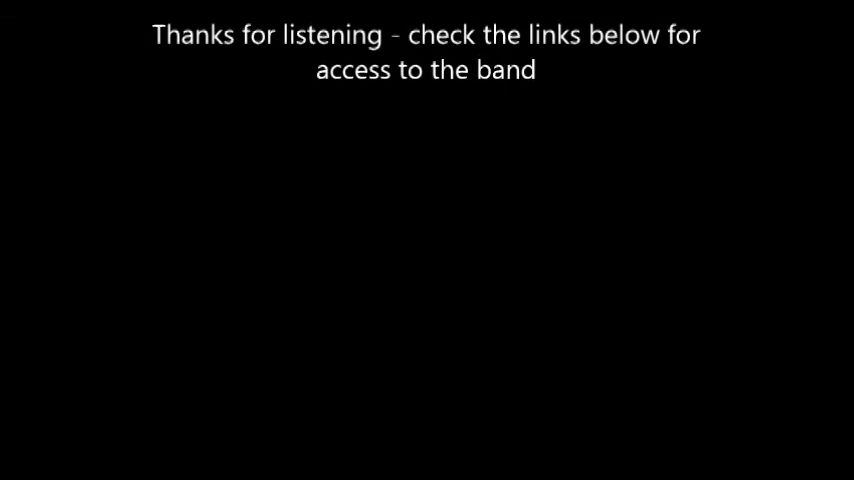 Thanks for listening - check the links below for
access to the band